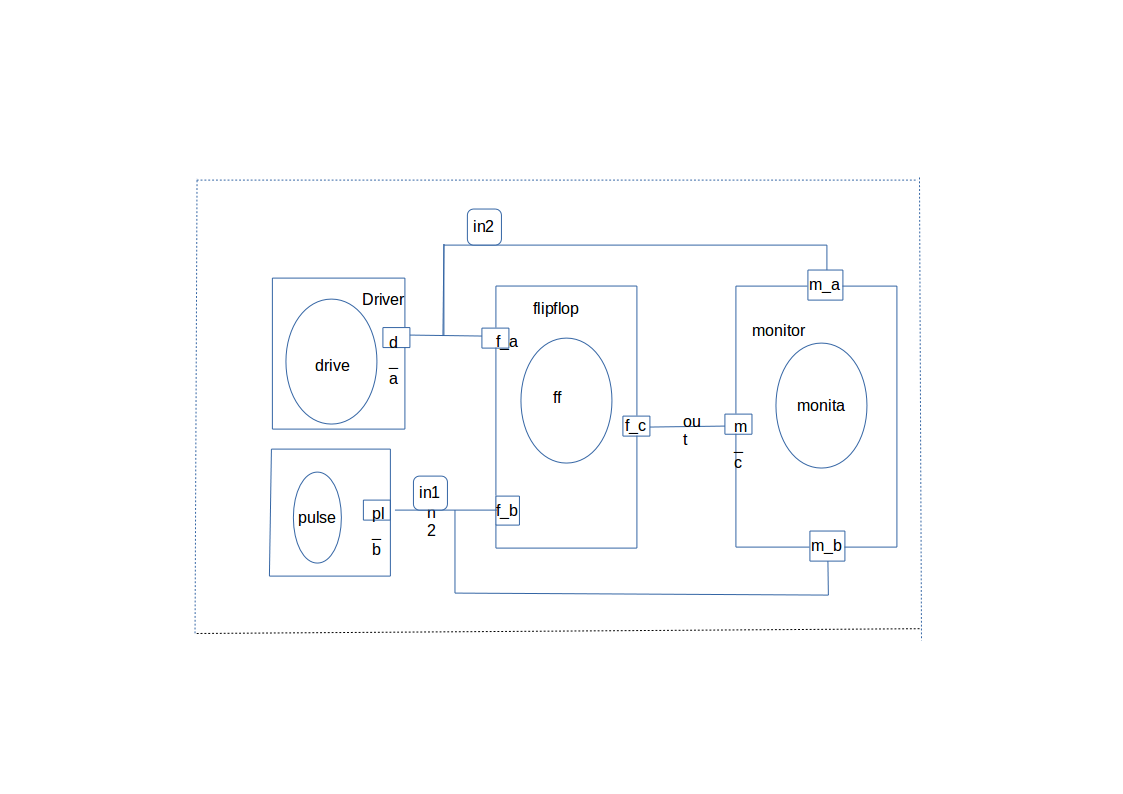 in2
m_a
Driver
flipflop
monitor
d
_
a
f_a
drive
ff
monita
f_c
ou
t
m
_
c
in1
n
2
pulse
pl
_
b
f_b
m_b